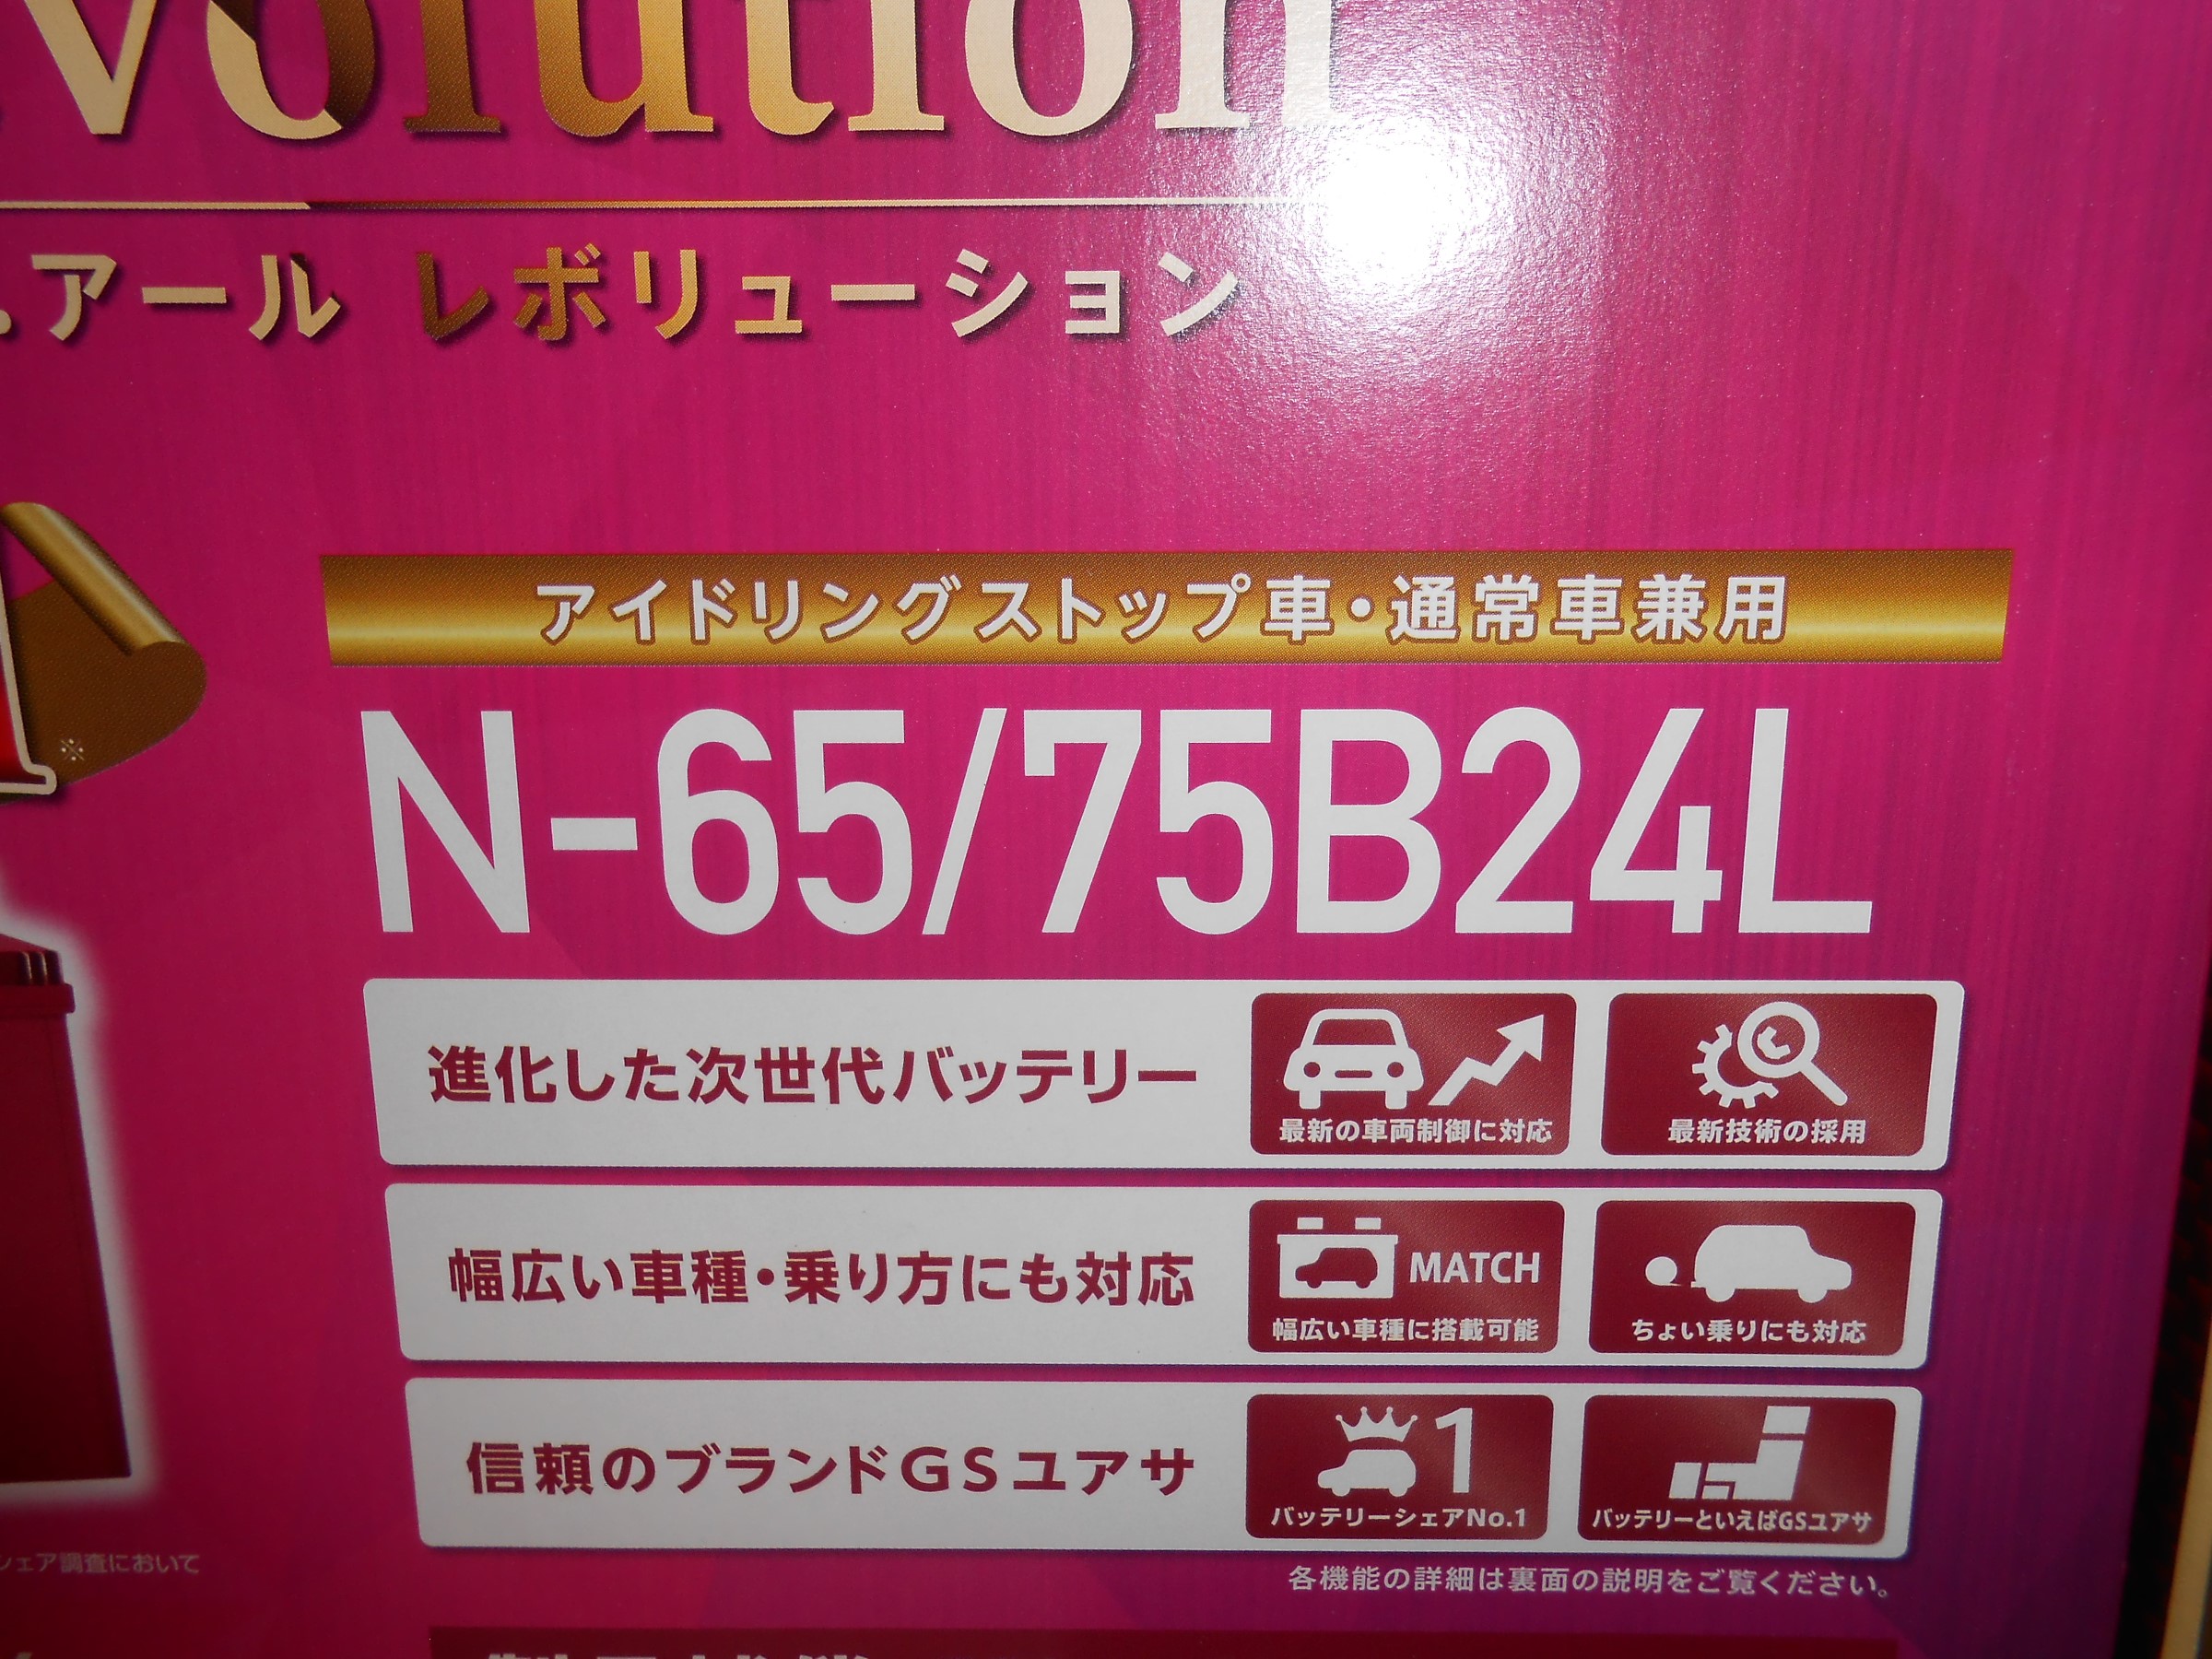 volution
.アール レボリューション
アイドリングストップ車・通常車兼用
N-65/75B24L
※
進化した次世代バッテリー
最新の車両制御に対応
最新技術の採用
幅広い車種・乗り方にも対応
MATCH
幅広い車種に搭載可能
ちょい乗りにも対応
信頼のブランドGSユアサ
1
バッテリーシェアNo.1
バッテリーといえばGSユアサ
シェア調査において
各機能の詳細は裏面の説明をご覧ください。